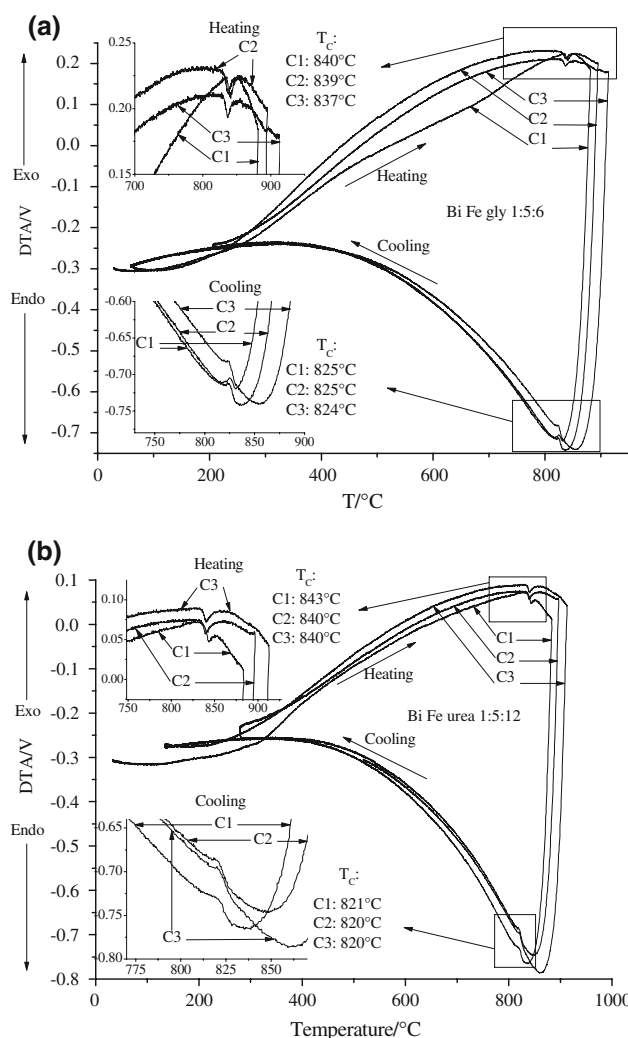 (a)
0.2
0.1
0.0
-0.1
-0.2
-0.3
-0.4
-0.5
-0.6
-0.7
Exo
DTA/V
Endo
0.25
0.20
0.15
700 800 900
Heating
C2
C3
C1
T_C:
C1: 840°C
C2: 839°C
C3: 837°C
C3
C2
C1
Heating
Bi Fe gly 1:5:6
Cooling
Cooling
-0.60
-0.65
-0.70
-0.75
750 800 850 900
C3
C2
C1
T_C:
C1: 825°C
C2: 825°C
C3: 824°C
0 200 400 600 800
T/°C
(b)
0.1
0.0
-0.1
-0.2
-0.3
-0.4
-0.5
-0.6
-0.7
-0.8
Exo
DTA/V
Endo
0.10
0.05
0.00
750 800 850 900
Heating
C3
C1
C2
T_C:
C1: 843°C
C2: 840°C
C3: 840°C
C1
C2
C3
Heating
Bi Fe urea 1:5:12
Cooling
Cooling
-0.65
-0.70
-0.75
-0.80
775 800 825 850
C1
C2
C3
T_C:
C1: 821°C
C2: 820°C
C3: 820°C
0 200 400 600 800 1000
Temperature/°C